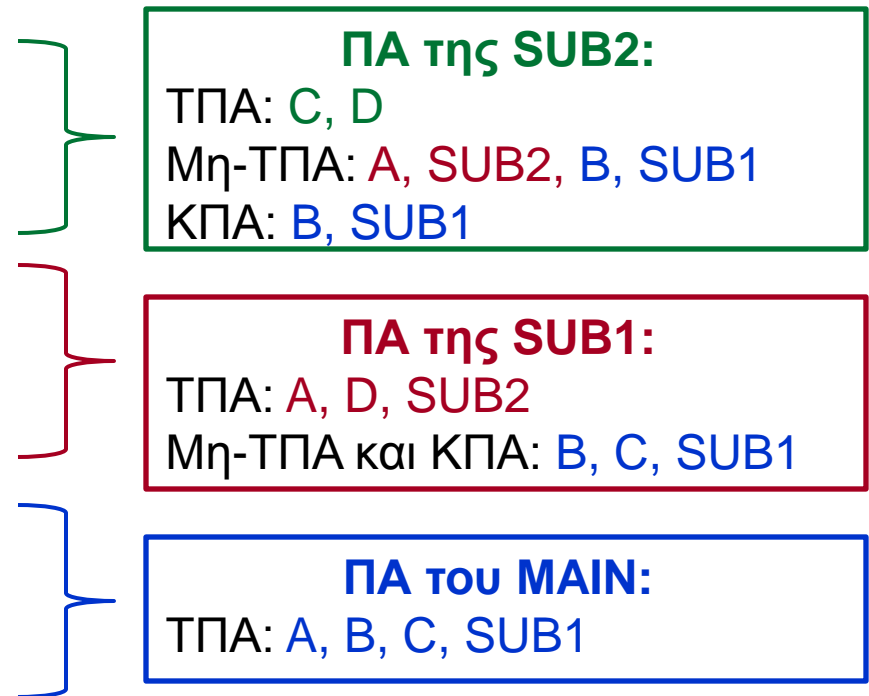 ΠΑ της SUB2:
ΤΠΑ: C, D
Μη-ΤΠΑ: A, SUB2, B, SUB1
ΚΠΑ: B, SUB1
ΠΑ της SUB1:
ΤΠΑ: A, D, SUB2
Μη-ΤΠΑ και ΚΠΑ: B, C, SUB1
ΠΑ του MAIN:
ΤΠΑ: A, B, C, SUB1